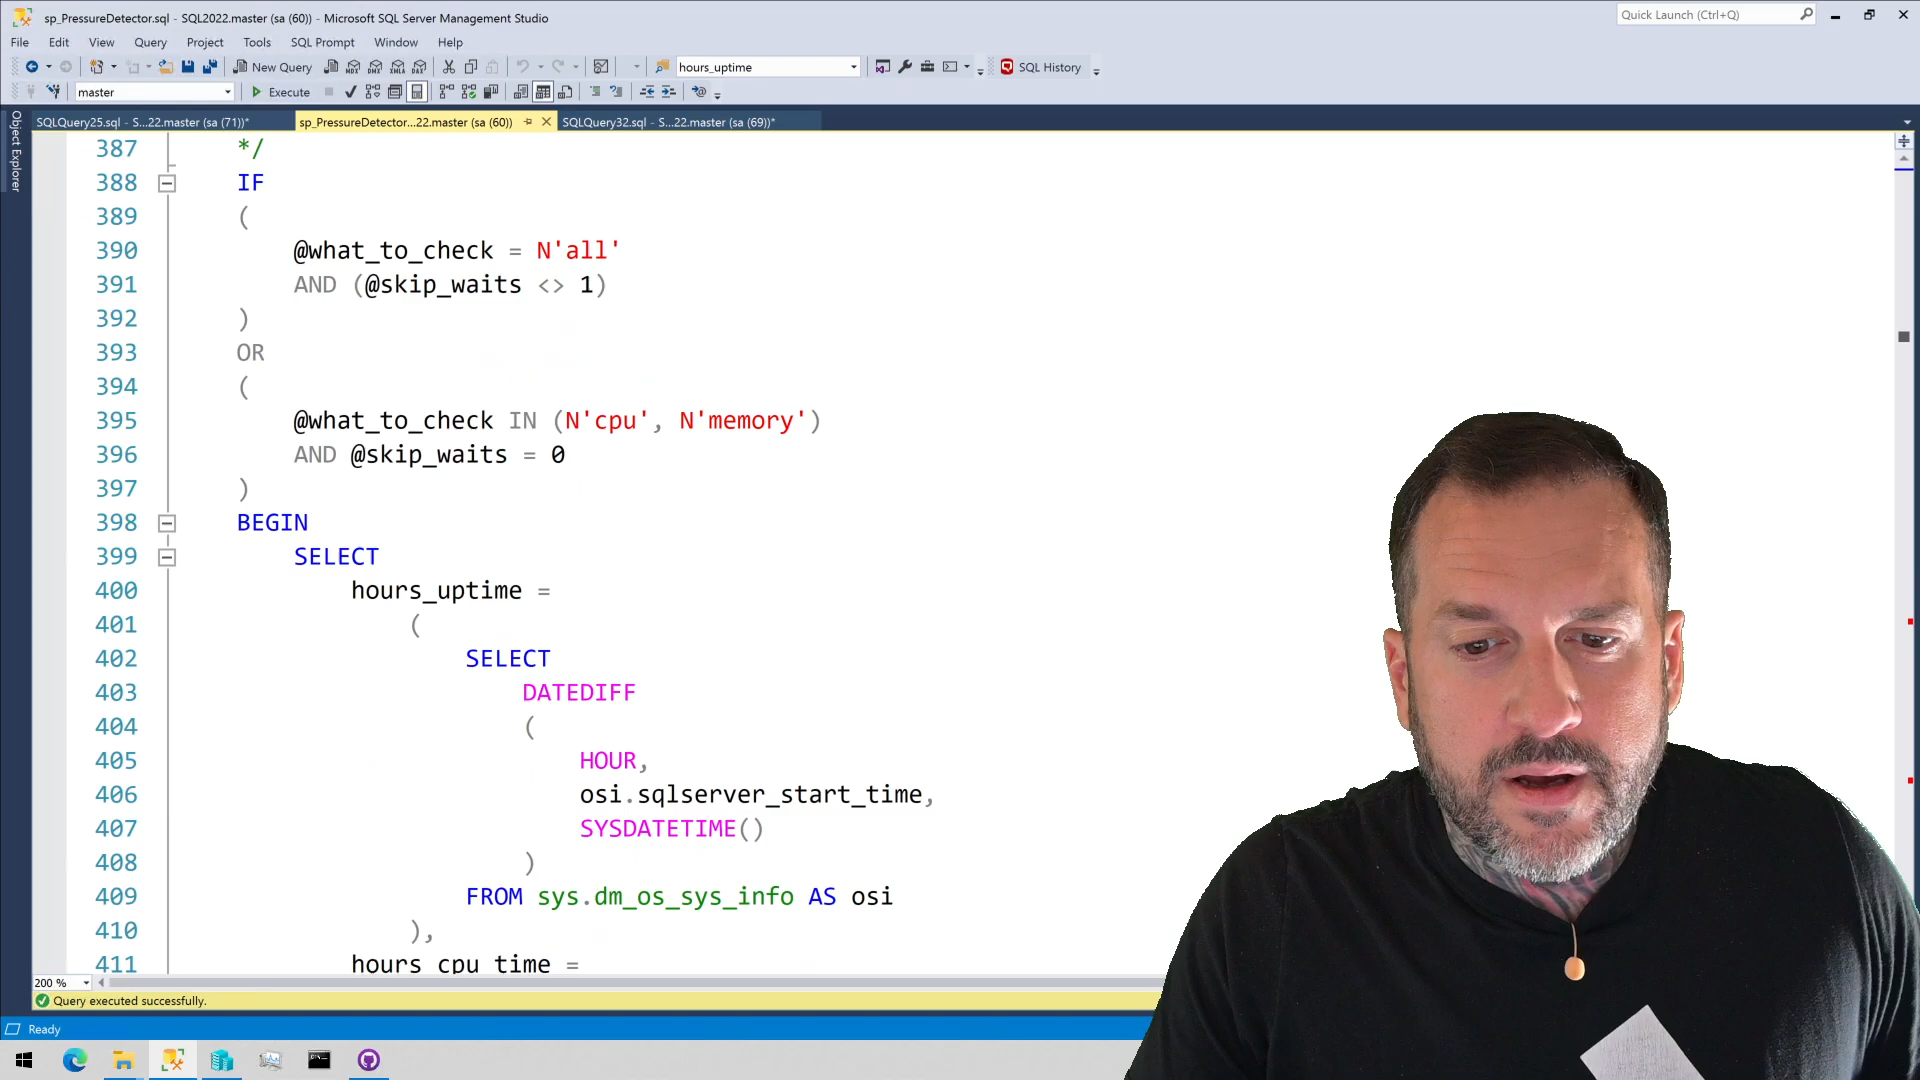 sp_PressureDetector.sql - SQL2022.master (sa (60)) - Microsoft SQL Server Management Studio
Quick Launch (Ctrl+Q)
File Edit View Query Project Tools SQL Prompt Window Help
New Query
MDX DMX XMLA DAX
hours_uptime
SQL History
master
Execute
SQLQuery25.sql - S...22.master (sa (71))*
sp_PressureDetector...22.master (sa (60))
SQLQuery32.sql - S...22.master (sa (69))*
Object Explorer
387 */
388 IF
389 (
390 @what_to_check = N'all'
391 AND (@skip_waits <> 1)
392 )
393 OR
394 (
395 @what_to_check IN (N'cpu', N'memory')
396 AND @skip_waits = 0
397 )
398 BEGIN
399 SELECT
400 hours_uptime =
401 (
402 SELECT
403 DATEDIFF
404 (
405 HOUR,
406 osi.sqlserver_start_time,
407 SYSDATETIME()
408 )
409 FROM sys.dm_os_sys_info AS osi
410 ),
411 hours_cpu_time =
200 %
Query executed successfully.
Ready